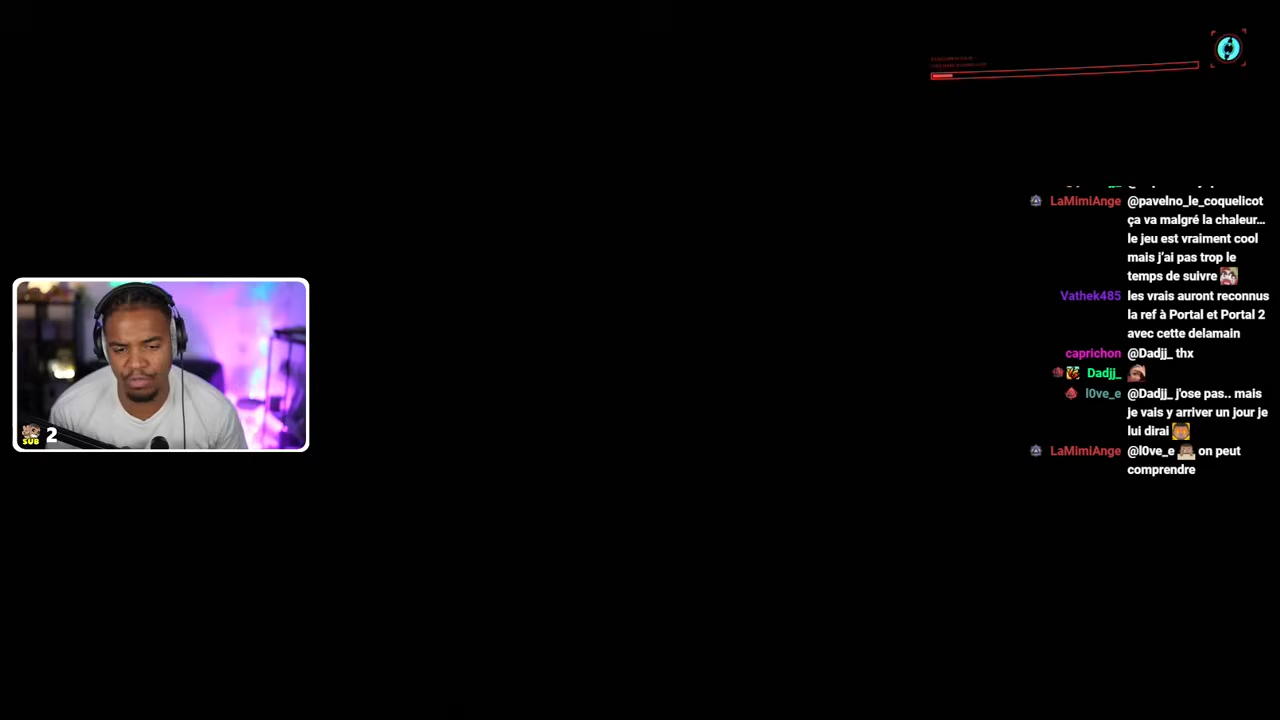 LaMimiAnge @pavelno_le_coquelicot
ça va malgré la chaleur...
le jeu est vraiment cool
mais j'ai pas trop le
temps de suivre
Vathek485 les vrais auront reconnus
la ref à Portal et Portal 2
avec cette delamain
caprichon @Dadjj_ thx
Dadjj_
l0ve_e @Dadjj_ j'ose pas.. mais
je vais y arriver un jour je
lui dirai
LaMimiAnge @l0ve_e on peut
comprendre
SUB 2